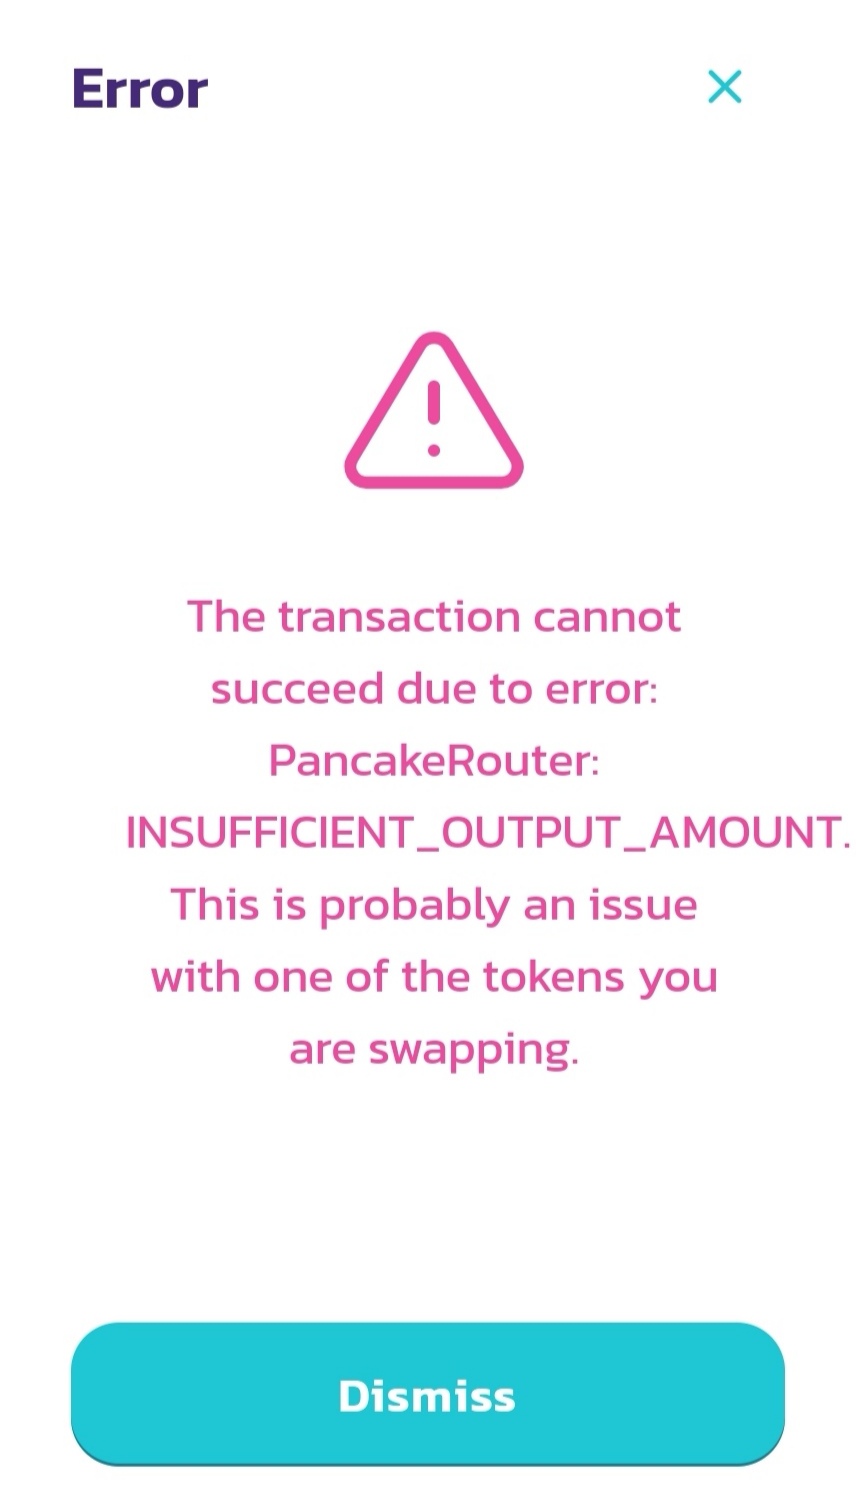 Error
The transaction cannot
succeed due to error:
PancakeRouter:
INSUFFICIENT_OUTPUT_AMOUNT.
This is probably an issue
with one of the tokens you
are swapping.
Dismiss